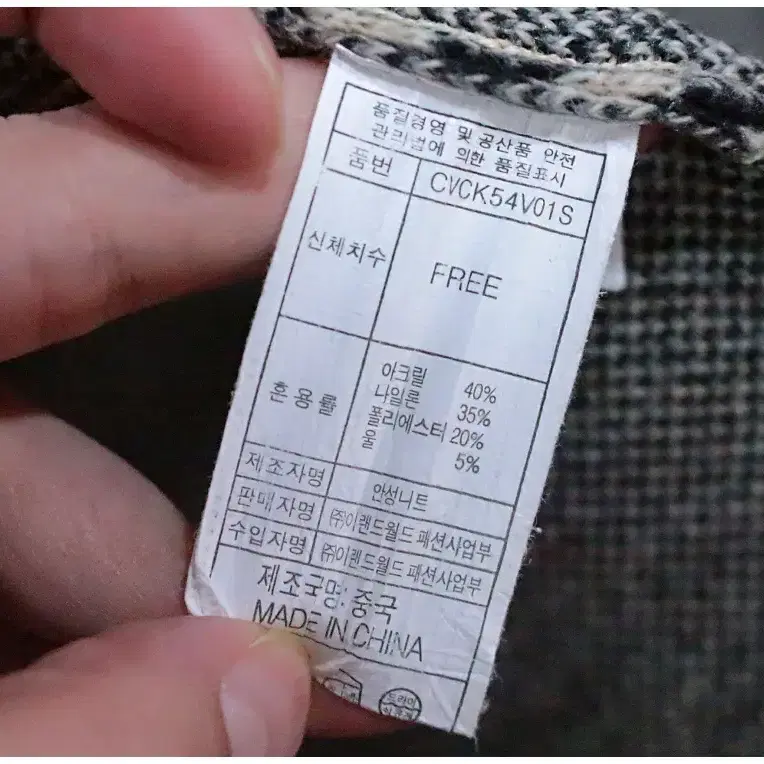 품질경영 및 공산품 안전
관리법에 의한 품질표시
품번 CVCK54V01S
신체치수 FREE
혼용률
아크릴 40%
나일론 35%
폴리에스터 20%
울 5%
제조자명 안성니트
판매자명 ㈜이랜드월드 패션사업부
수입자명 ㈜이랜드월드 패션사업부
제조국명: 중국
MADE IN CHINA
드라이